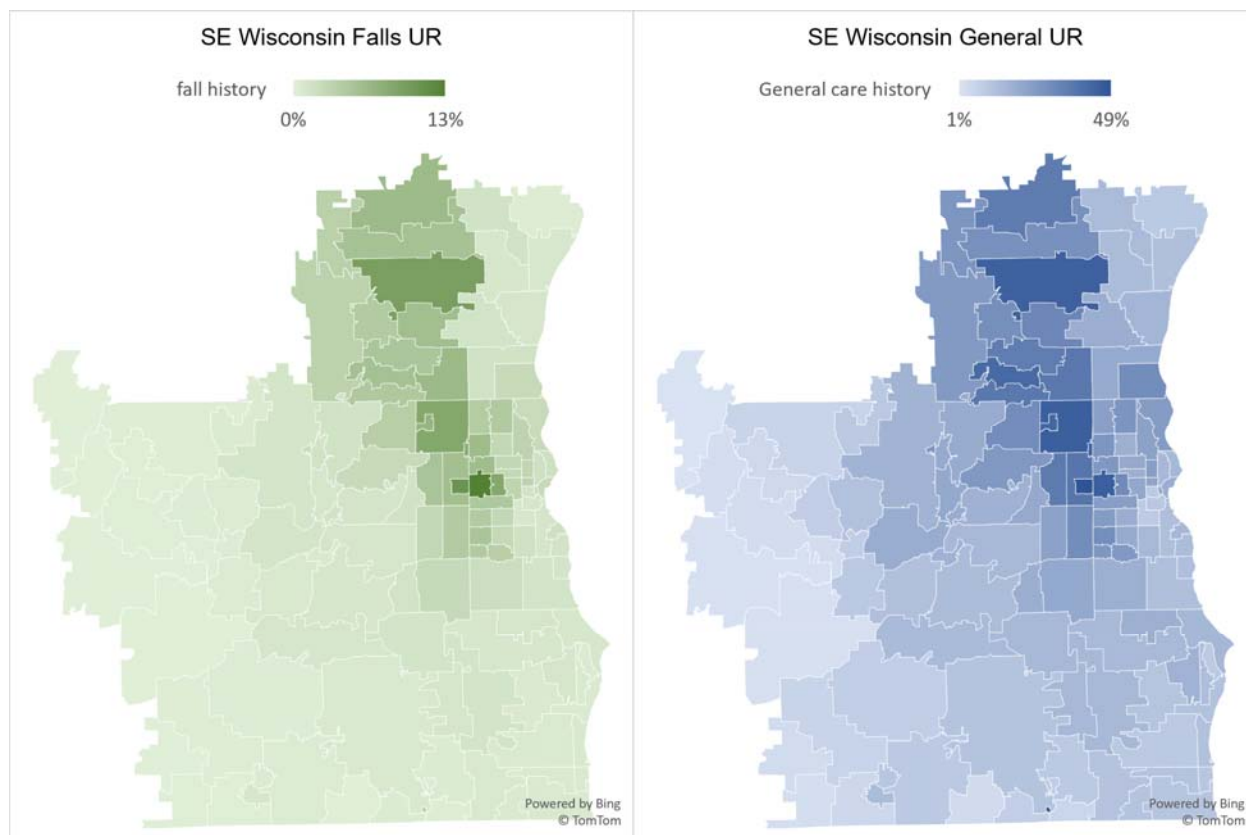 SE Wisconsin Falls UR
fall history
0% 13%
Powered by Bing
© TomTom
SE Wisconsin General UR
General care history
1% 49%
Powered by Bing
© TomTom